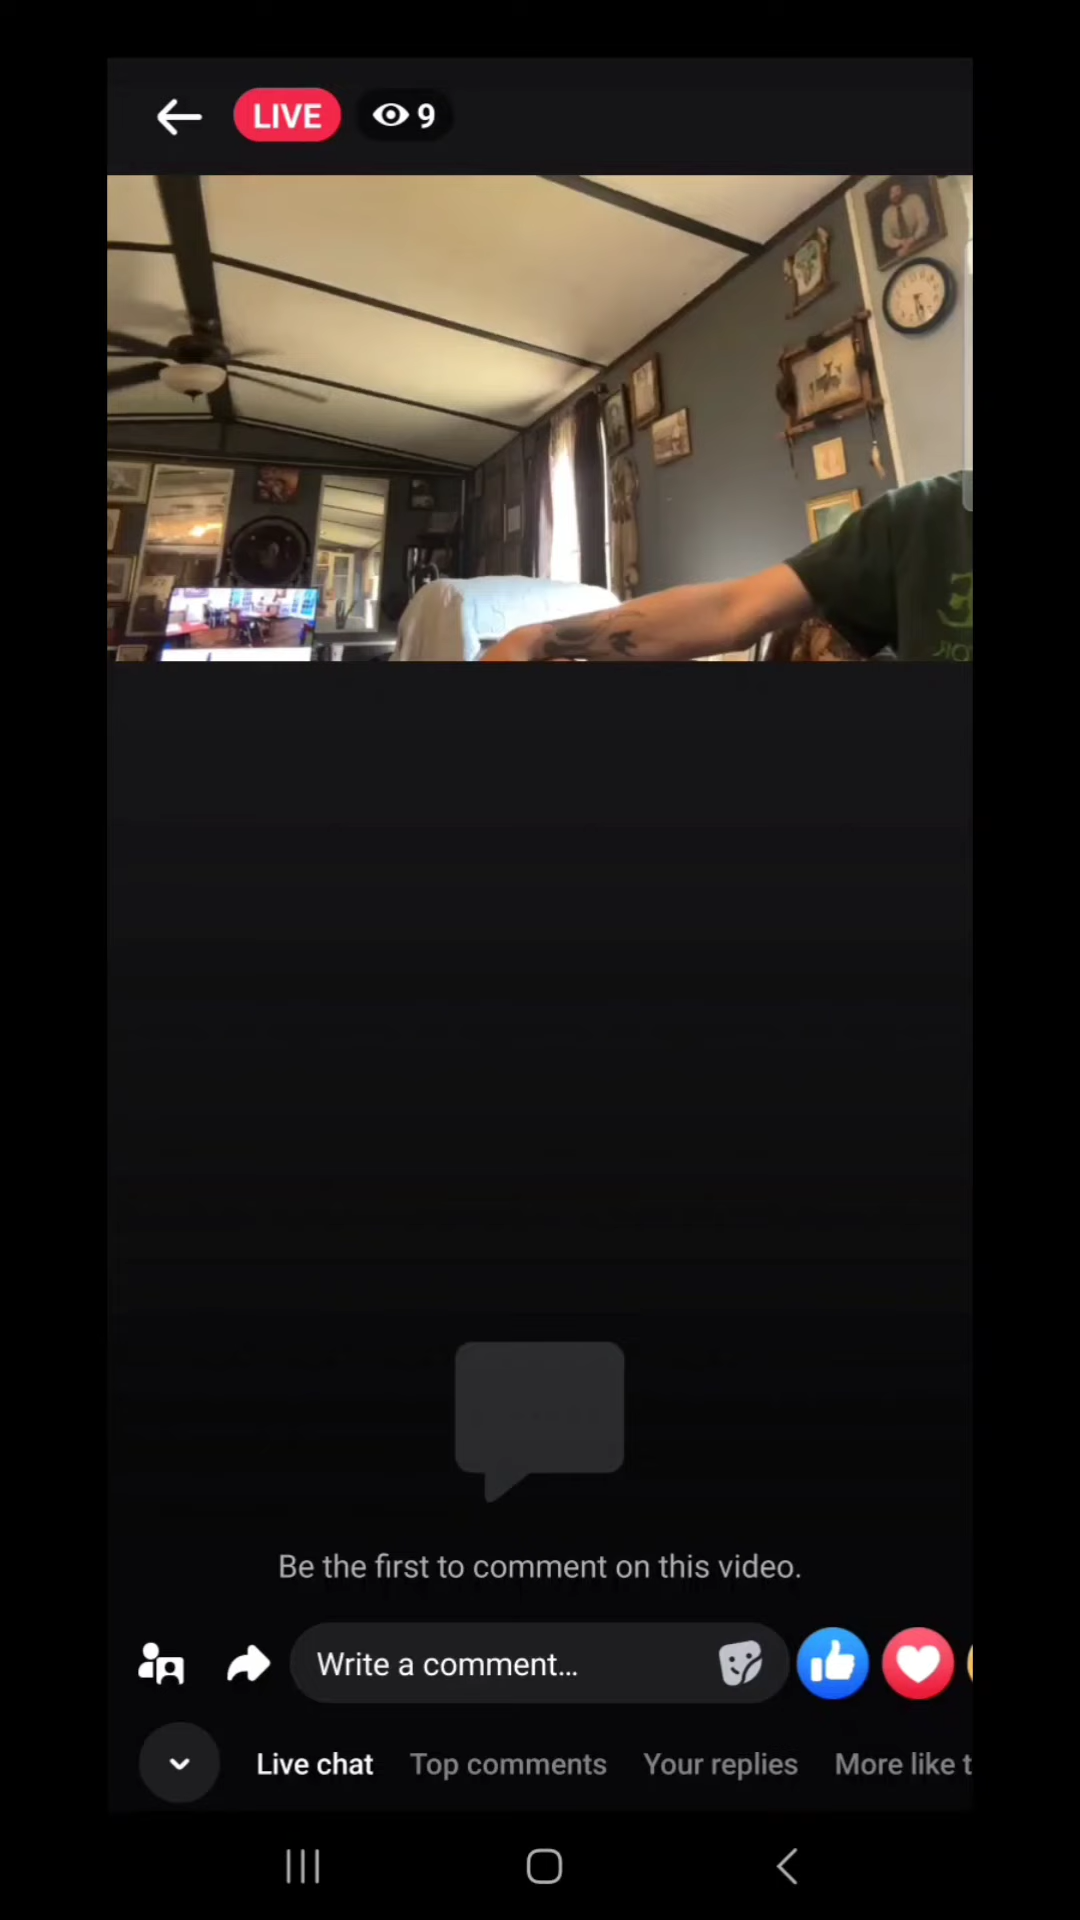 LIVE
9
Be the first to comment on this video.
Write a comment...
Live chat
Top comments
Your replies
More like t